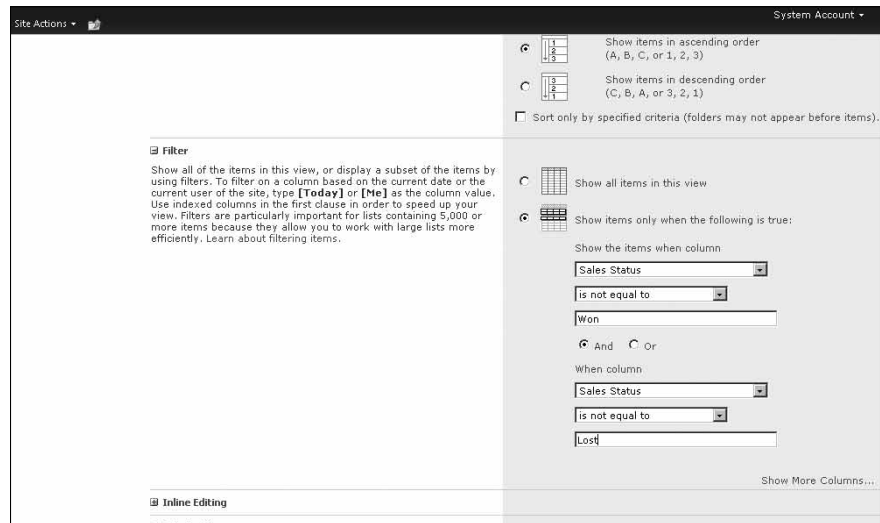 Site Actions
System Account
Show items in ascending order
(A, B, C, or 1, 2, 3)
Show items in descending order
(C, B, A, or 3, 2, 1)
Sort only by specified criteria (folders may not appear before items).
Filter
Show all of the items in this view, or display a subset of the items by
using filters. To filter on a column based on the current date or the
current user of the site, type [Today] or [Me] as the column value.
Use indexed columns in the first clause in order to speed up your
view. Filters are particularly important for lists containing 5,000 or
more items because they allow you to work with large lists more
efficiently. Learn about filtering items.
Show all items in this view
Show items only when the following is true:
Show the items when column
Sales Status
is not equal to
Won
And Or
When column
Sales Status
is not equal to
Lost
Show More Columns...
Inline Editing